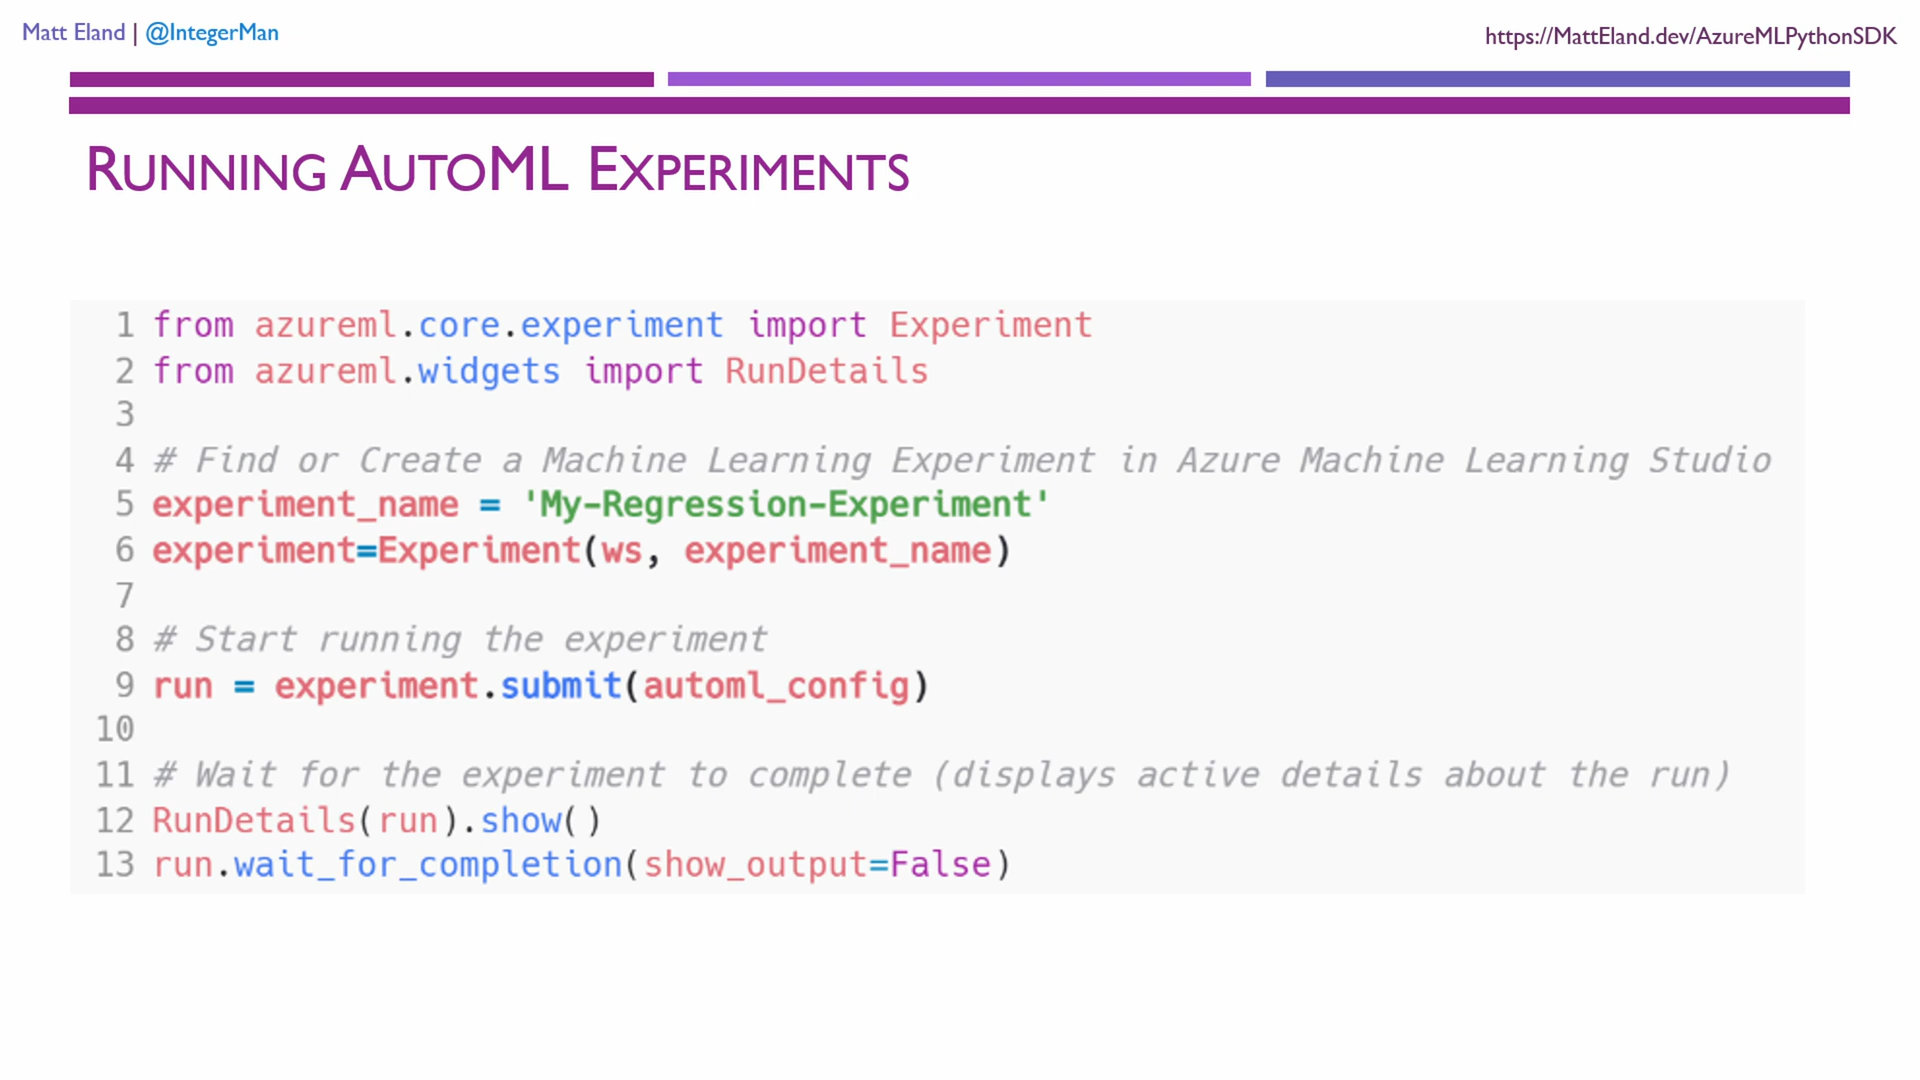 Matt Eland | @IntegerMan
https://MattEland.dev/AzureMLPythonSDK
RUNNING AUTOML EXPERIMENTS
1 from azureml.core.experiment import Experiment
2 from azureml.widgets import RunDetails
3
4 # Find or Create a Machine Learning Experiment in Azure Machine Learning Studio
5 experiment_name = 'My-Regression-Experiment'
6 experiment=Experiment(ws, experiment_name)
7
8 # Start running the experiment
9 run = experiment.submit(automl_config)
10
11 # Wait for the experiment to complete (displays active details about the run)
12 RunDetails(run).show()
13 run.wait_for_completion(show_output=False)